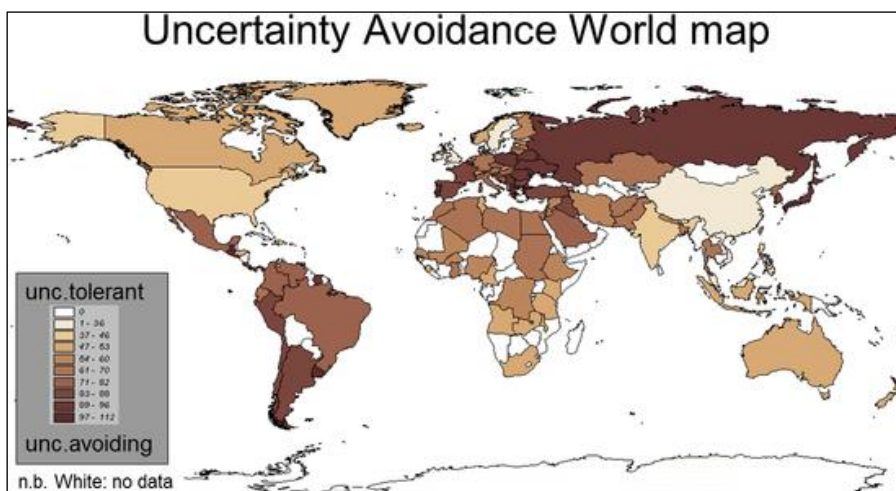 Uncertainty Avoidance World map
unc.tolerant
0
1 - 36
37 - 46
47 - 53
54 - 60
61 - 70
71 - 82
83 - 88
89 - 96
97 - 112
unc.avoiding
n.b. White: no data